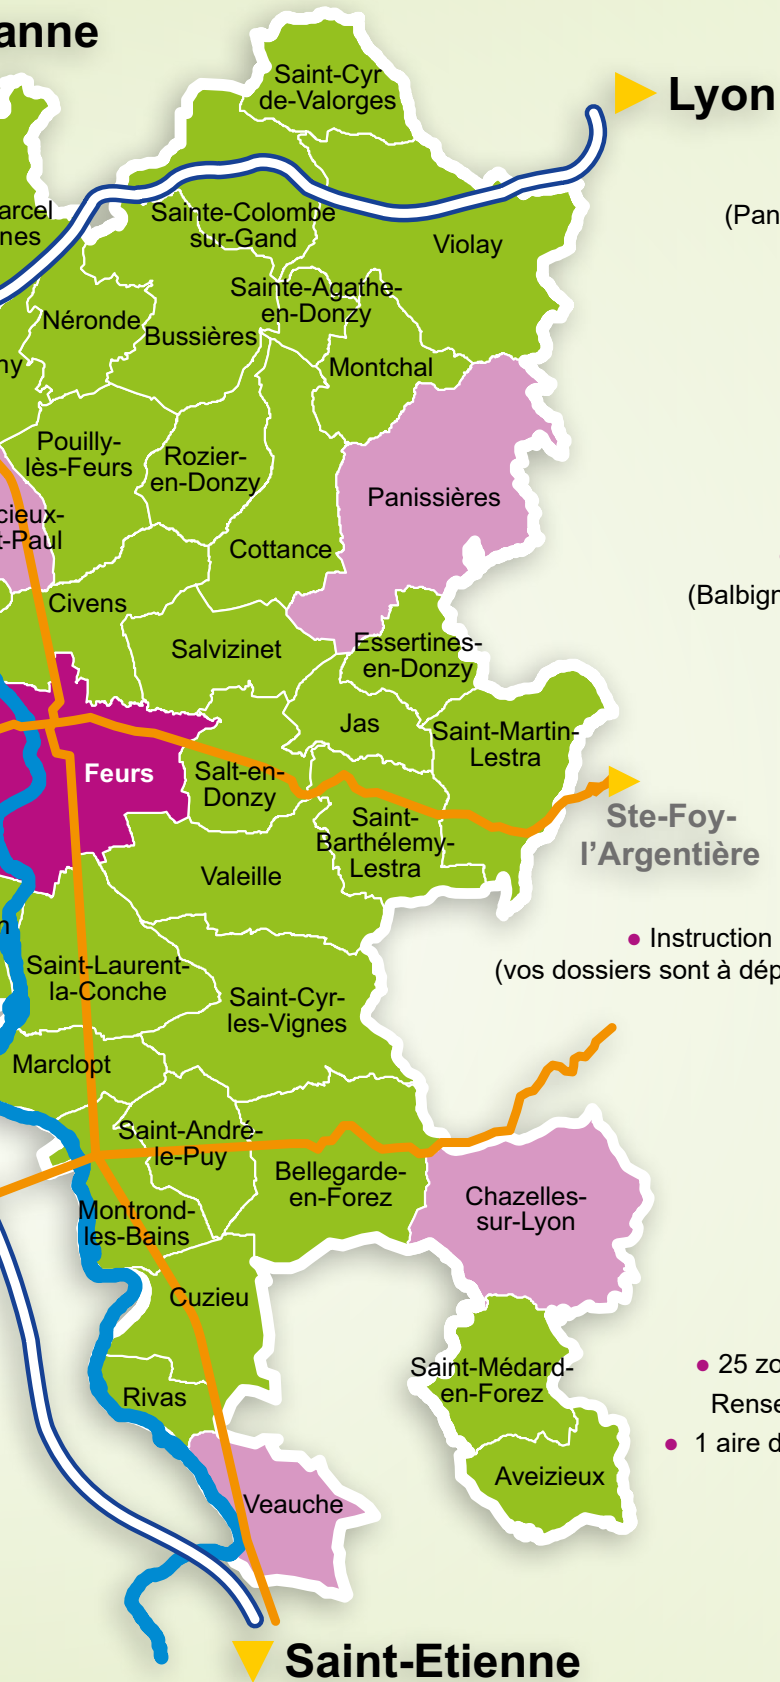 anne
Saint-Cyr
de-Valorges
Lyon
arcel
nes
Sainte-Colombe
sur-Gand
(Pan
Violay
Sainte-Agathe-
en-Donzy
Néronde
Bussières
ny
Montchal
Pouilly-
lès-Feurs
Rozier-
en-Donzy
Panissières
cieux-
t-Paul
Cottance
Civens
(Balbign
Salvizinet
Essertines-
en-Donzy
Jas
Saint-Martin-
Lestra
Feurs
Salt-en-
Donzy
Ste-Foy-
l'Argentière
Saint-
Barthélemy-
Lestra
Valeille
n
• Instruction
(vos dossiers sont à dép
Saint-Laurent-
la-Conche
Saint-Cyr-
les-Vignes
Marclopt
Saint-André-
le-Puy
Bellegarde-
en-Forez
Chazelles-
sur-Lyon
Montrond-
les-Bains
Cuzieu
Saint-Médard-
en-Forez
• 25 zo
Rivas
Rense
• 1 aire d
Aveizieux
Veauche
Saint-Etienne